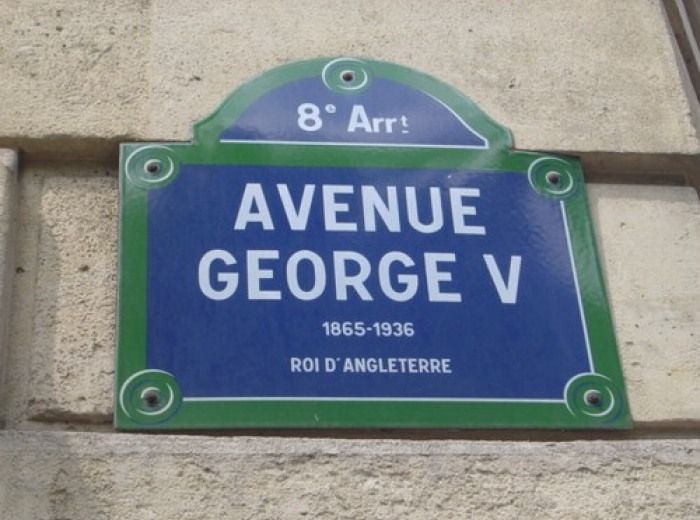 8e Arrt
AVENUE
GEORGE V
1865-1936
ROI D'ANGLETERRE